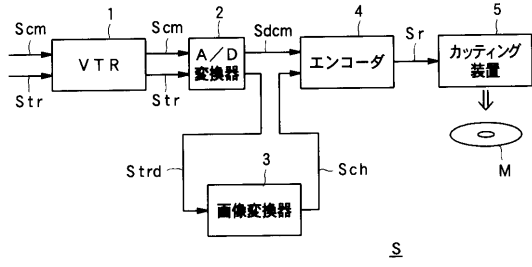 1
2
4
5
Scm
Scm
Sdcm
Sr
VTR
A/D
変換器
エンコーダ
カッティング
装置
Str
Str
Strd
3
Sch
M
画像変換器
S